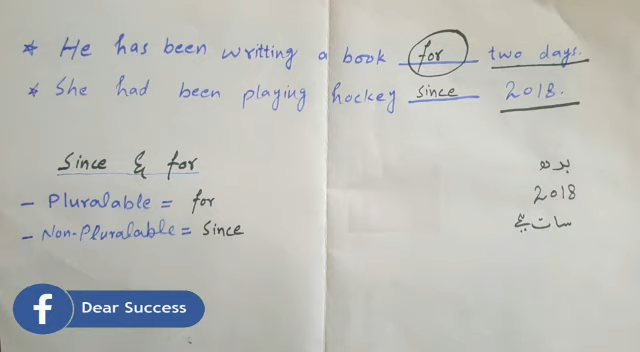 * He has been writting a book for two days.
* She had been playing hockey since 2018.
Since & for
- Pluralable = for
- Non-Pluralable = Since
بدھ
2018
سات بجے
f Dear Success